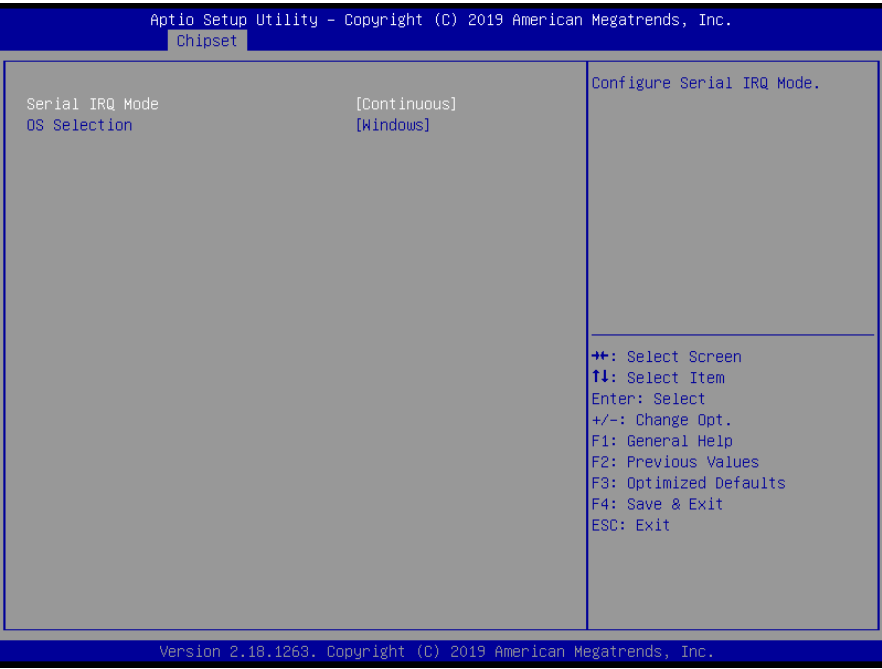 Aptio Setup Utility – Copyright (C) 2019 American Megatrends, Inc.
Chipset
Serial IRQ Mode [Continuous]
OS Selection [Windows]
Configure Serial IRQ Mode.
→←: Select Screen
↑↓: Select Item
Enter: Select
+/-: Change Opt.
F1: General Help
F2: Previous Values
F3: Optimized Defaults
F4: Save & Exit
ESC: Exit
Version 2.18.1263. Copyright (C) 2019 American Megatrends, Inc.